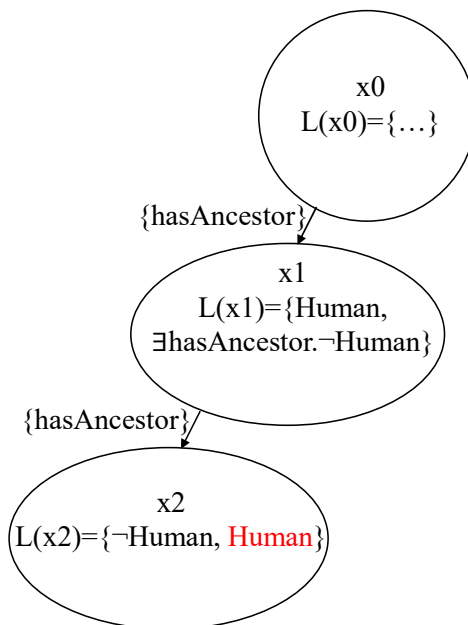 x0
L(x0)={…}
{hasAncestor}
x1
L(x1)={Human,
∃hasAncestor.¬Human}
{hasAncestor}
x2
L(x2)={¬Human, Human}